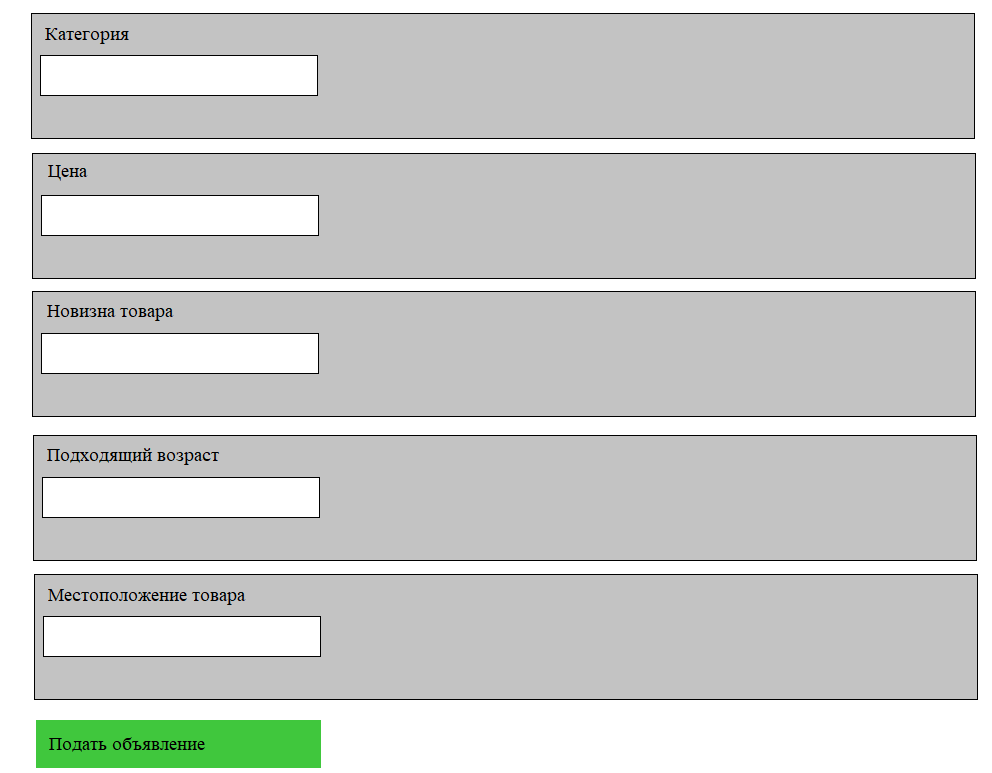 Категория
Цена
Новизна товара
Подходящий возраст
Местоположение товара
Подать объявление